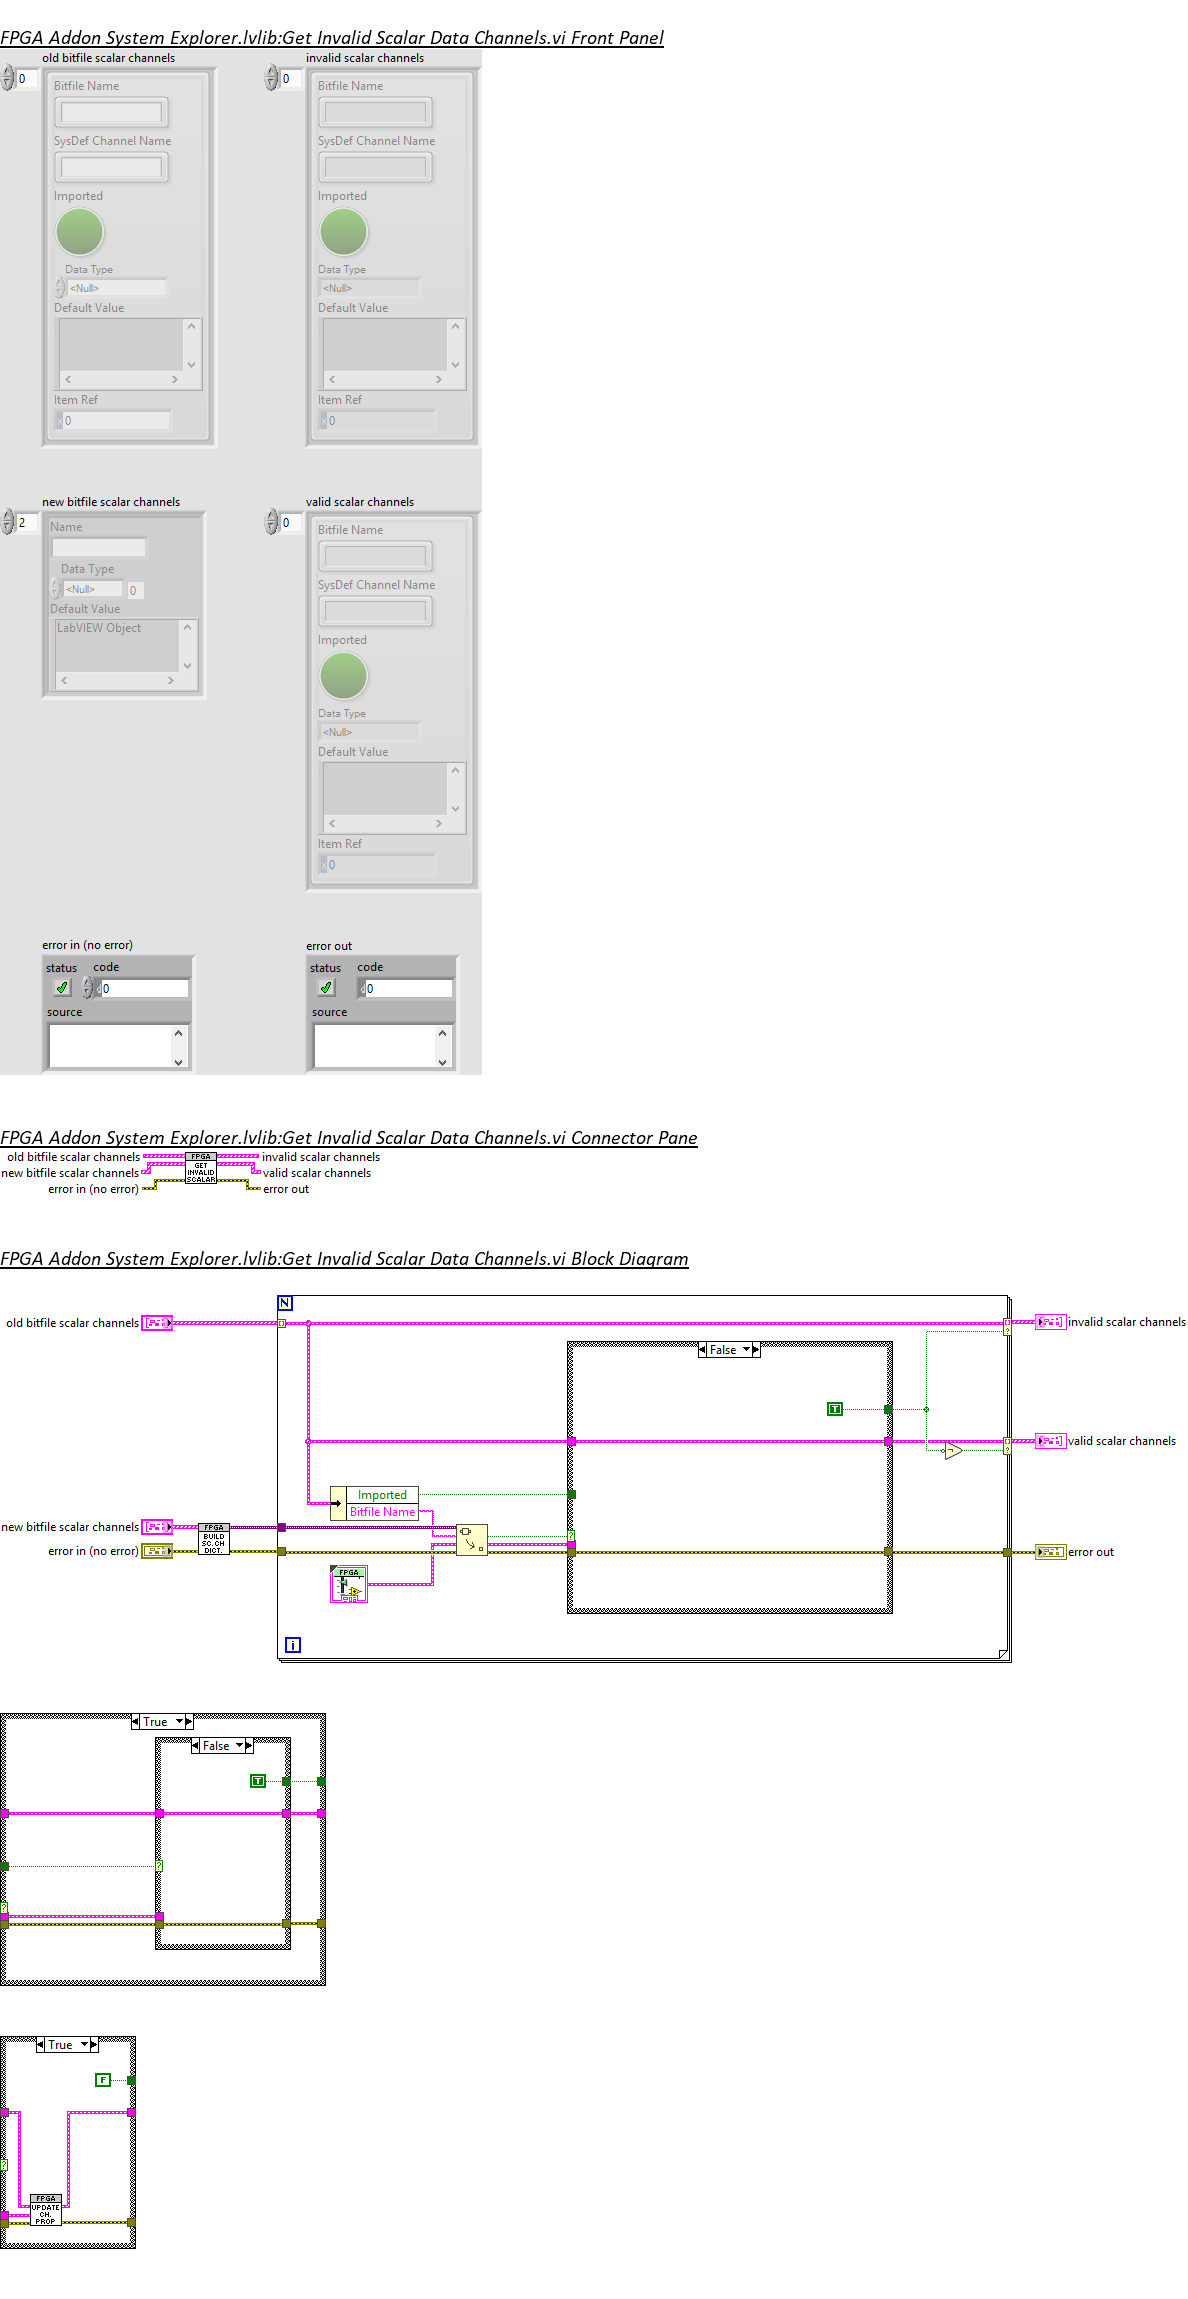 FPGA Addon System Explorer.lvlib:Get Invalid Scalar Data Channels.vi Front Panel
old bitfile scalar channels
invalid scalar channels
0
0
Bitfile Name
Bitfile Name
SysDef Channel Name
SysDef Channel Name
Imported
Imported
Data Type
Data Type
<Null>
<Null>
Default Value
Default Value
Item Ref
Item Ref
x 0
x 0
new bitfile scalar channels
valid scalar channels
2
0
Name
Bitfile Name
Data Type
SysDef Channel Name
<Null>
0
Default Value
LabVIEW Object
Imported
Data Type
<Null>
Default Value
Item Ref
x 0
error in (no error)
error out
status
code
status
code
d 0
d 0
source
source
FPGA Addon System Explorer.lvlib:Get Invalid Scalar Data Channels.vi Connector Pane
old bitfile scalar channels
FPGA
GET
INVALID
SCALAR
invalid scalar channels
new bitfile scalar channels
valid scalar channels
error in (no error)
error out
FPGA Addon System Explorer.lvlib:Get Invalid Scalar Data Channels.vi Block Diagram
N
old bitfile scalar channels
invalid scalar channels
?
False
T
valid scalar channels
?
Imported
Bitfile Name
new bitfile scalar channels
FPGA
BUILD
SC.CH
DICT.
?
error in (no error)
error out
FPGA
i
True
False
T
?
?
True
F
?
FPGA
UPDATE
CH.
PROP